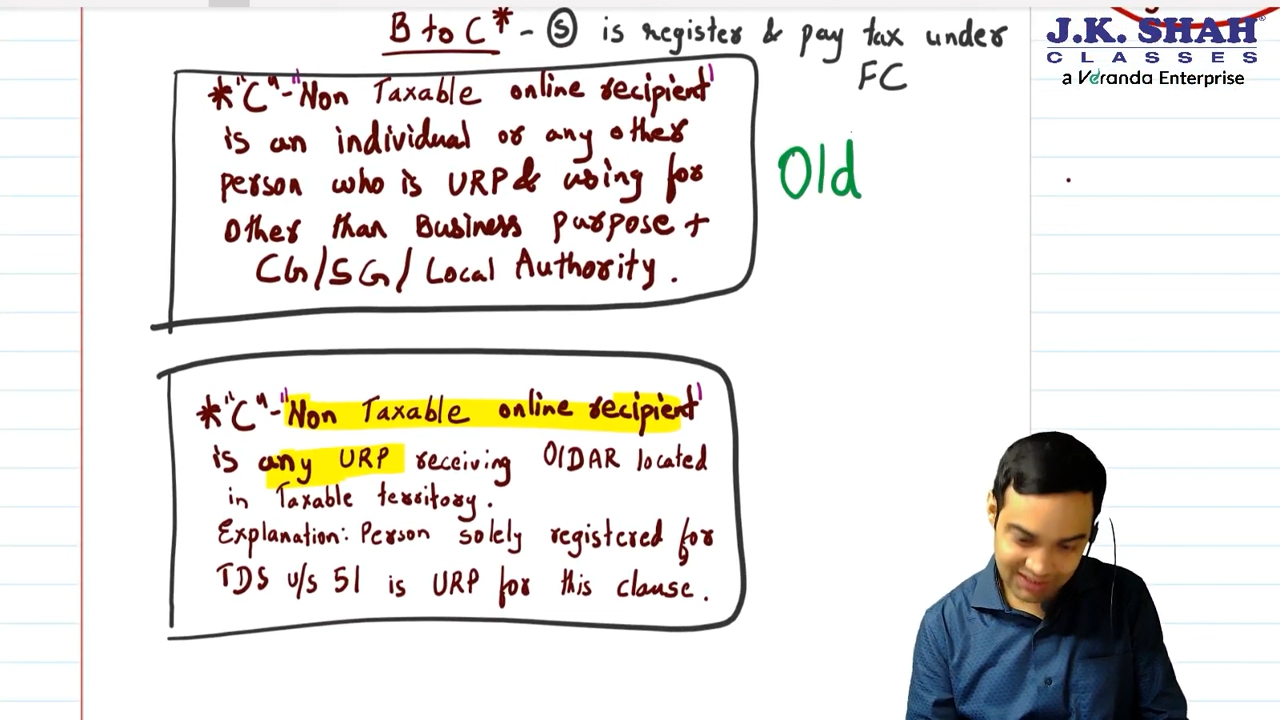 B to C* - (S) is register & pay tax under
FC
J.K. SHAH
CLASSES
a Veranda Enterprise
*"C"-"Non Taxable online recipient'
is an individual or any other
person who is URP & using for
other than Business purpose +
CG/SG/Local Authority.
Old
*"C"-"Non Taxable online recipient'
is any URP receiving OIDAR located
in Taxable territory.
Explanation: Person solely registered for
TDS u/s 51 is URP for this clause.